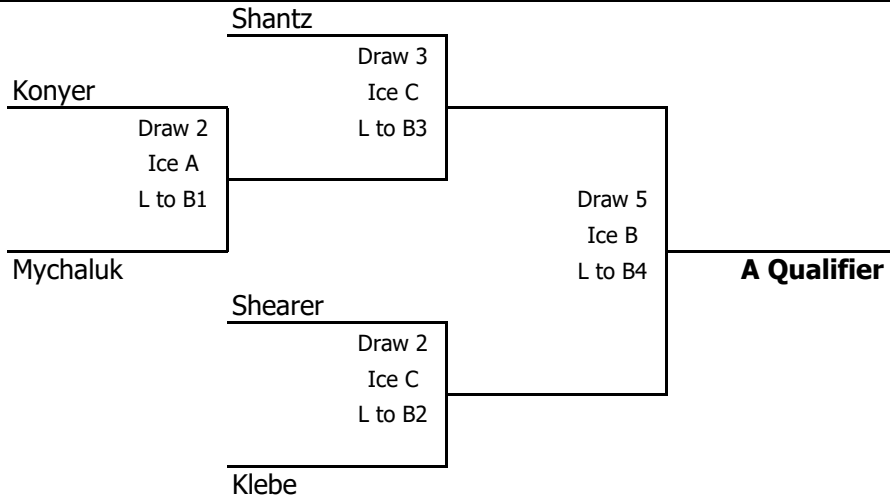 Shantz
Draw 3
Ice C
L to B3
Konyer
Draw 2
Ice A
L to B1
Mychaluk
Draw 5
Ice B
L to B4
A Qualifier
Shearer
Draw 2
Ice C
L to B2
Klebe